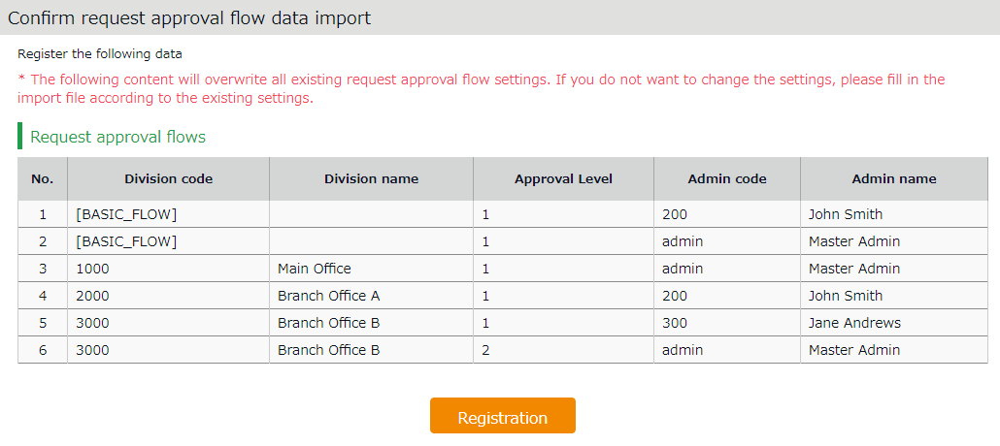 Confirm request approval flow data import
Register the following data
* The following content will overwrite all existing request approval flow settings. If you do not want to change the settings, please fill in the
import file according to the existing settings.
Request approval flows
No. Division code Division name Approval Level Admin code Admin name
1 [BASIC_FLOW] 1 200 John Smith
2 [BASIC_FLOW] 1 admin Master Admin
3 1000 Main Office 1 admin Master Admin
4 2000 Branch Office A 1 200 John Smith
5 3000 Branch Office B 1 300 Jane Andrews
6 3000 Branch Office B 2 admin Master Admin
Registration